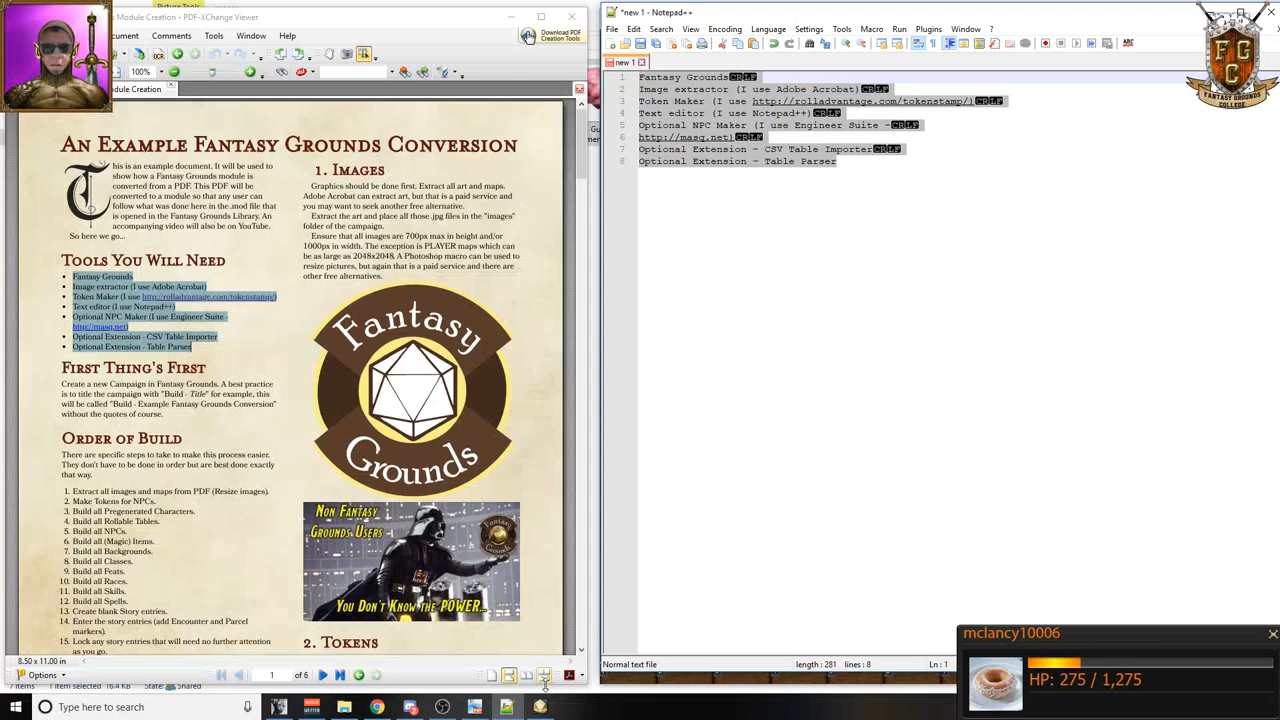 Module Creation - PDF-XChange Viewer
Comments Tools Window Help
Download PDF
Creation Tools
100%
dule Creation
AN EXAMPLE FANTASY GROUNDS CONVERSION
This is an example document. It will be used to
show how a Fantasy Grounds module is
converted from a PDF. This PDF will be
converted to a module so that any user can
follow what was done here in the .mod file that
is opened in the Fantasy Grounds Library. An
accompanying video will also be on YouTube.
So here we go...
TOOLS YOU WILL NEED
• Fantasy Grounds
• Image extractor (I use Adobe Acrobat)
• Token Maker (I use http://rolladvantage.com/tokenstamp/)
• Text editor (I use Notepad++)
• Optional NPC Maker (I use Engineer Suite -
http://masq.net)
• Optional Extension - CSV Table Importer
• Optional Extension - Table Parser
FIRST THING'S FIRST
Create a new Campaign in Fantasy Grounds. A best practice
is to title the campaign with "Build - Title" for example, this
will be called "Build - Example Fantasy Grounds Conversion"
without the quotes of course.
ORDER OF BUILD
There are specific steps to take to make this process easier.
They don't have to be done in order but are best done exactly
that way.
1. Extract all images and maps from PDF (Resize images).
2. Make Tokens for NPCs.
3. Build all Pregenerated Characters.
4. Build all Rollable Tables.
5. Build all NPCs.
6. Build all (Magic) Items.
7. Build all Backgrounds.
8. Build all Classes.
9. Build all Feats.
10. Build all Races.
11. Build all Skills.
12. Build all Spells.
13. Create blank Story entries.
14. Enter the story entries (add Encounter and Parcel
markers).
15. Lock any story entries that will need no further attention
as you go.
1. IMAGES
Graphics should be done first. Extract all art and maps.
Adobe Acrobat can extract art, but that is a paid service and
you may want to seek another free alternative.
Extract the art and place all those .jpg files in the "images"
folder of the campaign.
Ensure that all images are 700px max in height and/or
1000px in width. The exception is PLAYER maps which can
be as large as 2048x2048. A Photoshop macro can be used to
resize pictures, but again that is a paid service and there are
other free alternatives.
Fantasy
Grounds
NON FANTASY
GROUNDS USERS
YOU DON'T KNOW THE POWER...
2. TOKENS
8.50 x 11.00 in
Options
1 of 6
7 items 1 item selected 16.4 KB State: Shared
Type here to search
*new 1 - Notepad++
File Edit Search View Encoding Language Settings Tools Macro Run Plugins Window ?
new 1
1 Fantasy GroundsCRLF
2 Image extractor (I use Adobe Acrobat)CRLF
3 Token Maker (I use http://rolladvantage.com/tokenstamp/)CRLF
4 Text editor (I use Notepad++)CRLF
5 Optional NPC Maker (I use Engineer Suite -CRLF
6 http://masq.net)CRLF
7 Optional Extension - CSV Table ImporterCRLF
8 Optional Extension - Table Parser
Normal text file length : 281 lines : 8 Ln : 1
FGC
FANTASY GROUNDS
COLLEGE
mclancy10006
HP: 275 / 1,275